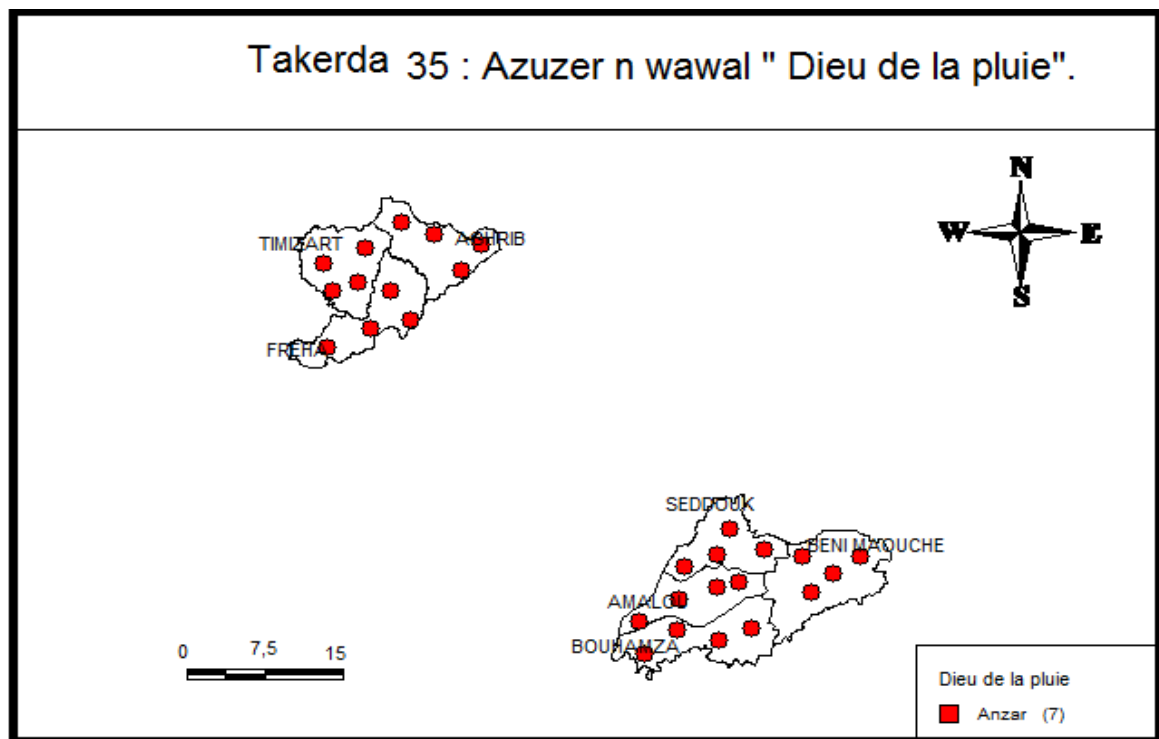 Takerda 35 : Azuzer n wawal " Dieu de la pluie".
N
W E
S
TIMIZART
AGHRIB
FREHA
SEDDOUK
BENI MAOUCHE
AMALOU
BOUHAMZA
0 7,5 15
Dieu de la pluie
Anzar (7)